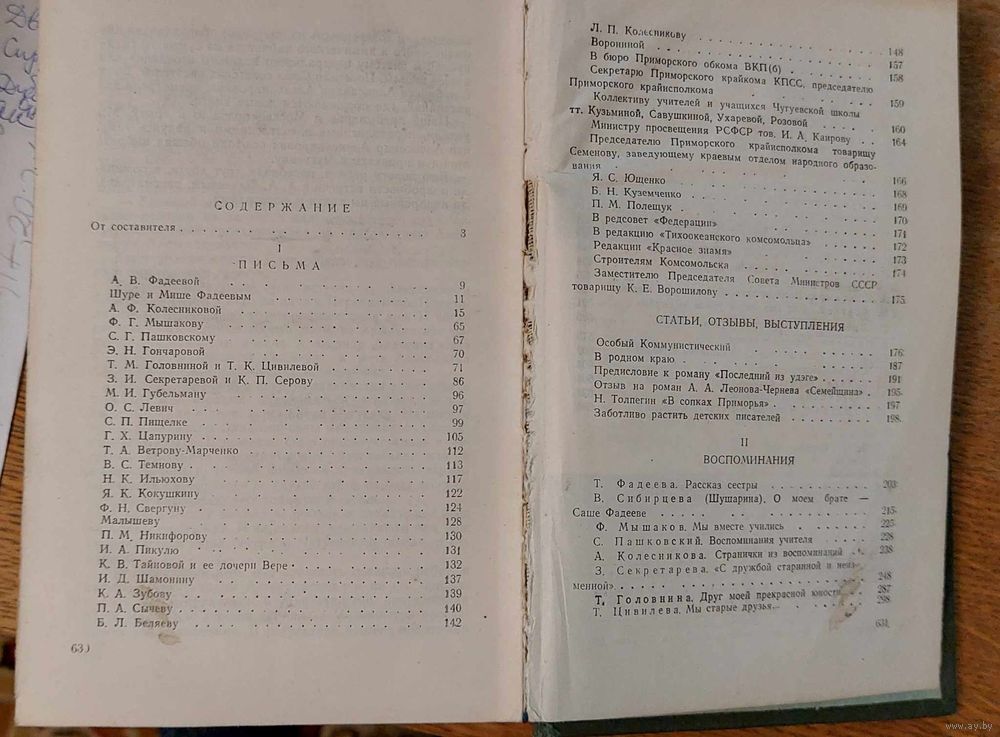 СОДЕРЖАНИЕ
От составителя . . . . . . . . . . 3
I
ПИСЬМА
А. В. Фадеевой . . . . . . . . . . 9
Шуре и Мише Фадеевым . . . . . . . . . . 11
А. Ф. Колесниковой . . . . . . . . . . 15
Ф. Г. Мышакову . . . . . . . . . . 65
С. Г. Пашковскому . . . . . . . . . . 67
Э. Н. Гончаровой . . . . . . . . . . 70
Т. М. Головниной и Т. К. Цивилевой . . . . . . . 71
З. И. Секретаревой и К. П. Серову . . . . . . . 86
М. И. Губельману . . . . . . . . . . 96
О. С. Левич . . . . . . . . . . 97
С. П. Пищелке . . . . . . . . . . 99
Г. Х. Цапурину . . . . . . . . . . 105
Т. А. Ветрову-Марченко . . . . . . . . . . 112
В. С. Темнову . . . . . . . . . . 113
Н. К. Ильюхову . . . . . . . . . . 117
Я. К. Кокушкину . . . . . . . . . . 122
Ф. Н. Свергуну . . . . . . . . . . 124
Малышеву . . . . . . . . . . 128
П. М. Никифорову . . . . . . . . . . 130
И. А. Пикулю . . . . . . . . . . 131
К. В. Тайновой и ее дочери Вере . . . . . . . . 132
И. Д. Шамонину . . . . . . . . . . 137
К. А. Зубову . . . . . . . . . . 139
П. А. Сычеву . . . . . . . . . . 140
Б. Л. Беляеву . . . . . . . . . . 142
630
Л. П. Колесникову . . . . . . . . . . 148
Ворониной . . . . . . . . . . 157
В бюро Приморского обкома ВКП(б) . . . . . . . 158
Секретарю Приморского крайкома КПСС, председателю
Приморского крайисполкома . . . . . 159
Коллективу учителей и учащихся Чугуевской школы
тт. Кузьминой, Савушкиной, Ухаревой, Розовой . . . . . 160
Министру просвещения РСФСР тов. И. А. Каирову . . 164
Председателю Приморского крайисполкома товарищу
Семенову, заведующему краевым отделом народного образо-
вания . . . . . . . . . . 166
Я. С. Ющенко . . . . . . . . . . 168
Б. Н. Куземченко . . . . . . . . . . 169
П. М. Полещук . . . . . . . . . . 170
В редсовет «Федерации» . . . . . . . . . . 171
В редакцию «Тихоокеанского комсомольца» . . . . . 172
Редакции «Красное знамя» . . . . . . . . . . 173
Строителям Комсомольска . . . . . . . . . . 174
Заместителю Председателя Совета Министров СССР
товарищу К. Е. Ворошилову . . . . . . . . . . 175
СТАТЬИ, ОТЗЫВЫ, ВЫСТУПЛЕНИЯ
Особый Коммунистический . . . . . . 176
В родном краю . . . . . . . . . . 187
Предисловие к роману «Последний из удэге» . . . . . 191
Отзыв на роман А. А. Леонова-Чернева «Семейщина» . 195
Н. Толпегин «В сопках Приморья» . . . . . . 197
Заботливо растить детских писателей . . . . . . 198
II
ВОСПОМИНАНИЯ
Т. Фадеева. Рассказ сестры . . . . . . . 203
В. Сибирцева (Шушарина). О моем брате —
Саше Фадееве . . . . . . . . . . 215
Ф. Мышаков. Мы вместе учились . . . . . 225
С. Пашковский. Воспоминания учителя . . . . . 228
А. Колесникова. Странички из воспоминаний . . 238
З. Секретарева. «С дружбой старинной и неиз-
менной» . . . . . . . . . . 248
Т. Головнина. Друг моей прекрасной юности . . 287
Т. Цивилева. Мы старые друзья... . . . . . 298
631
www.ay.by